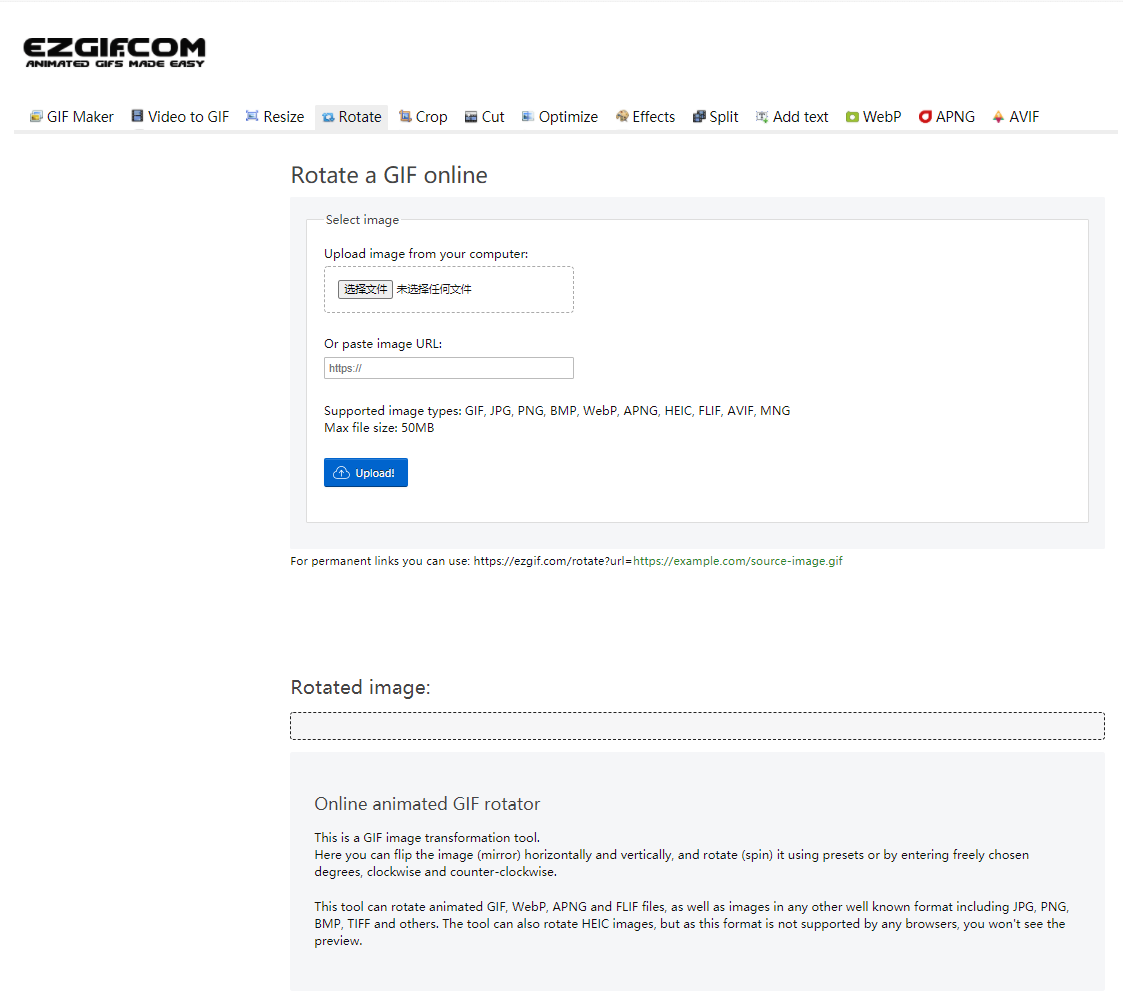 EZGIF.COM
ANIMATED GIFS MADE EASY
GIF Maker Video to GIF Resize Rotate Crop Cut Optimize Effects Split Add text WebP APNG AVIF
Rotate a GIF online
Select image
Upload image from your computer:
选择文件 未选择任何文件
Or paste image URL:
https://
Supported image types: GIF, JPG, PNG, BMP, WebP, APNG, HEIC, FLIF, AVIF, MNG
Max file size: 50MB
Upload!
For permanent links you can use: https://ezgif.com/rotate?url=https://example.com/source-image.gif
Rotated image:
Online animated GIF rotator
This is a GIF image transformation tool.
Here you can flip the image (mirror) horizontally and vertically, and rotate (spin) it using presets or by entering freely chosen
degrees, clockwise and counter-clockwise.
This tool can rotate animated GIF, WebP, APNG and FLIF files, as well as images in any other well known format including JPG, PNG,
BMP, TIFF and others. The tool can also rotate HEIC images, but as this format is not supported by any browsers, you won't see the
preview.